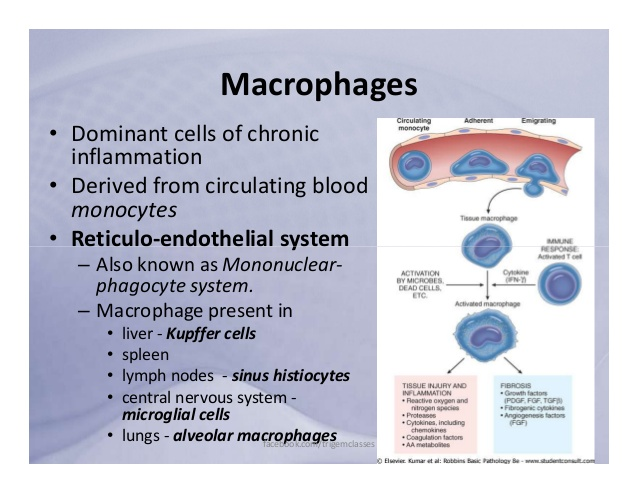 Macrophages
• Dominant cells of chronic
inflammation
• Derived from circulating blood
monocytes
• Reticulo-endothelial system
– Also known as Mononuclear-
phagocyte system.
– Macrophage present in
• liver - Kupffer cells
• spleen
• lymph nodes - sinus histiocytes
• central nervous system -
microglial cells
• lungs - alveolar macrophages
facebook.com/trigemclasses
Circulating
monocyte
Adherent
Emigrating
Tissue macrophage
IMMUNE
RESPONSE:
Activated T cell
ACTIVATION
BY MICROBES,
DEAD CELLS,
ETC.
Cytokine
(IFN-γ)
Activated macrophage
TISSUE INJURY AND
INFLAMMATION
• Reactive oxygen and
nitrogen species
• Proteases
• Cytokines, including
chemokines
• Coagulation factors
• AA metabolites
FIBROSIS
• Growth factors
(PDGF, FGF, TGFβ)
• Fibrogenic cytokines
• Angiogenesis factors
(FGF)
© Elsevier. Kumar et al: Robbins Basic Pathology 8e - www.studentconsult.com